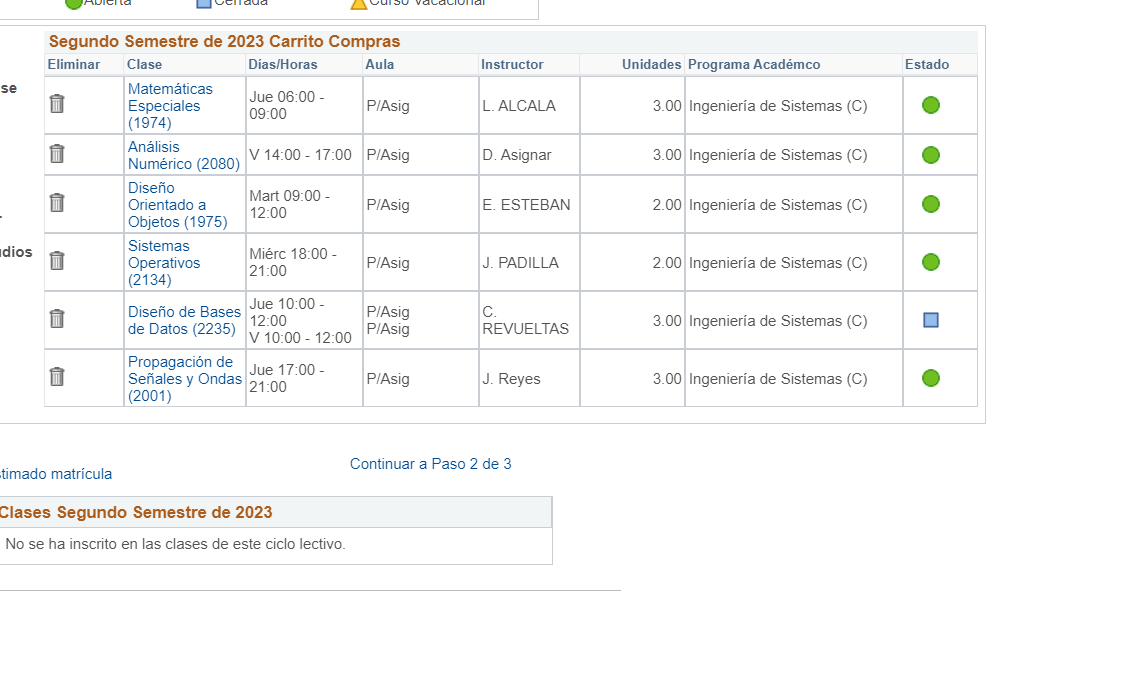 Abierta Cerrada Curso Vacacional
Segundo Semestre de 2023 Carrito Compras
Eliminar Clase Días/Horas Aula Instructor Unidades Programa Académco Estado
se
Matemáticas
Especiales
(1974)
Jue 06:00 -
09:00
P/Asig
L. ALCALA
3.00
Ingeniería de Sistemas (C)
Análisis
Numérico (2080)
V 14:00 - 17:00
P/Asig
D. Asignar
3.00
Ingeniería de Sistemas (C)
Diseño
Orientado a
Objetos (1975)
Mart 09:00 -
12:00
P/Asig
E. ESTEBAN
2.00
Ingeniería de Sistemas (C)
udios
Sistemas
Operativos
(2134)
Miérc 18:00 -
21:00
P/Asig
J. PADILLA
2.00
Ingeniería de Sistemas (C)
Diseño de Bases
de Datos (2235)
Jue 10:00 -
12:00
V 10:00 - 12:00
P/Asig
P/Asig
C.
REVUELTAS
3.00
Ingeniería de Sistemas (C)
Propagación de
Señales y Ondas
(2001)
Jue 17:00 -
21:00
P/Asig
J. Reyes
3.00
Ingeniería de Sistemas (C)
Continuar a Paso 2 de 3
stimado matrícula
Clases Segundo Semestre de 2023
No se ha inscrito en las clases de este ciclo lectivo.